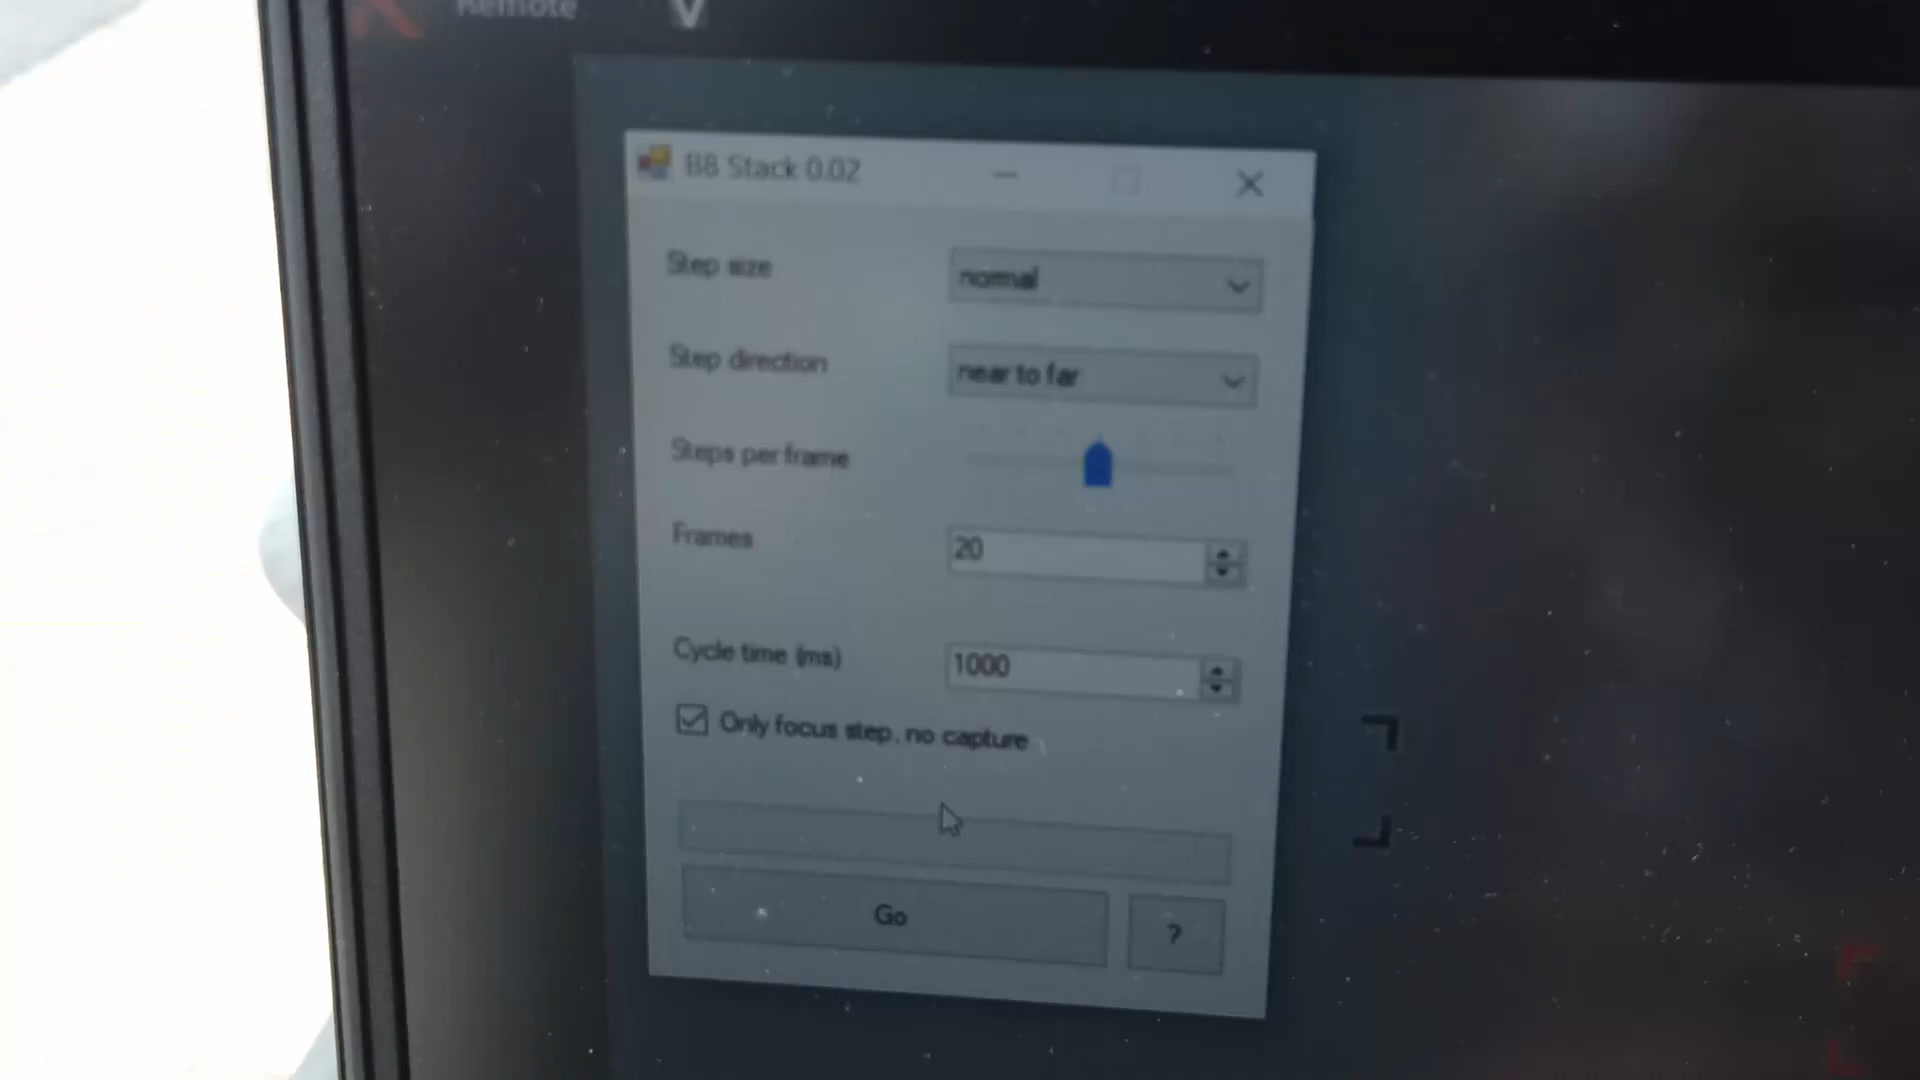 Remote
B8 Stack 0.02
Step size
normal
Step direction
near to far
Steps per frame
Frames
20
Cycle time (ms)
1000
Only focus step, no capture
Go
?